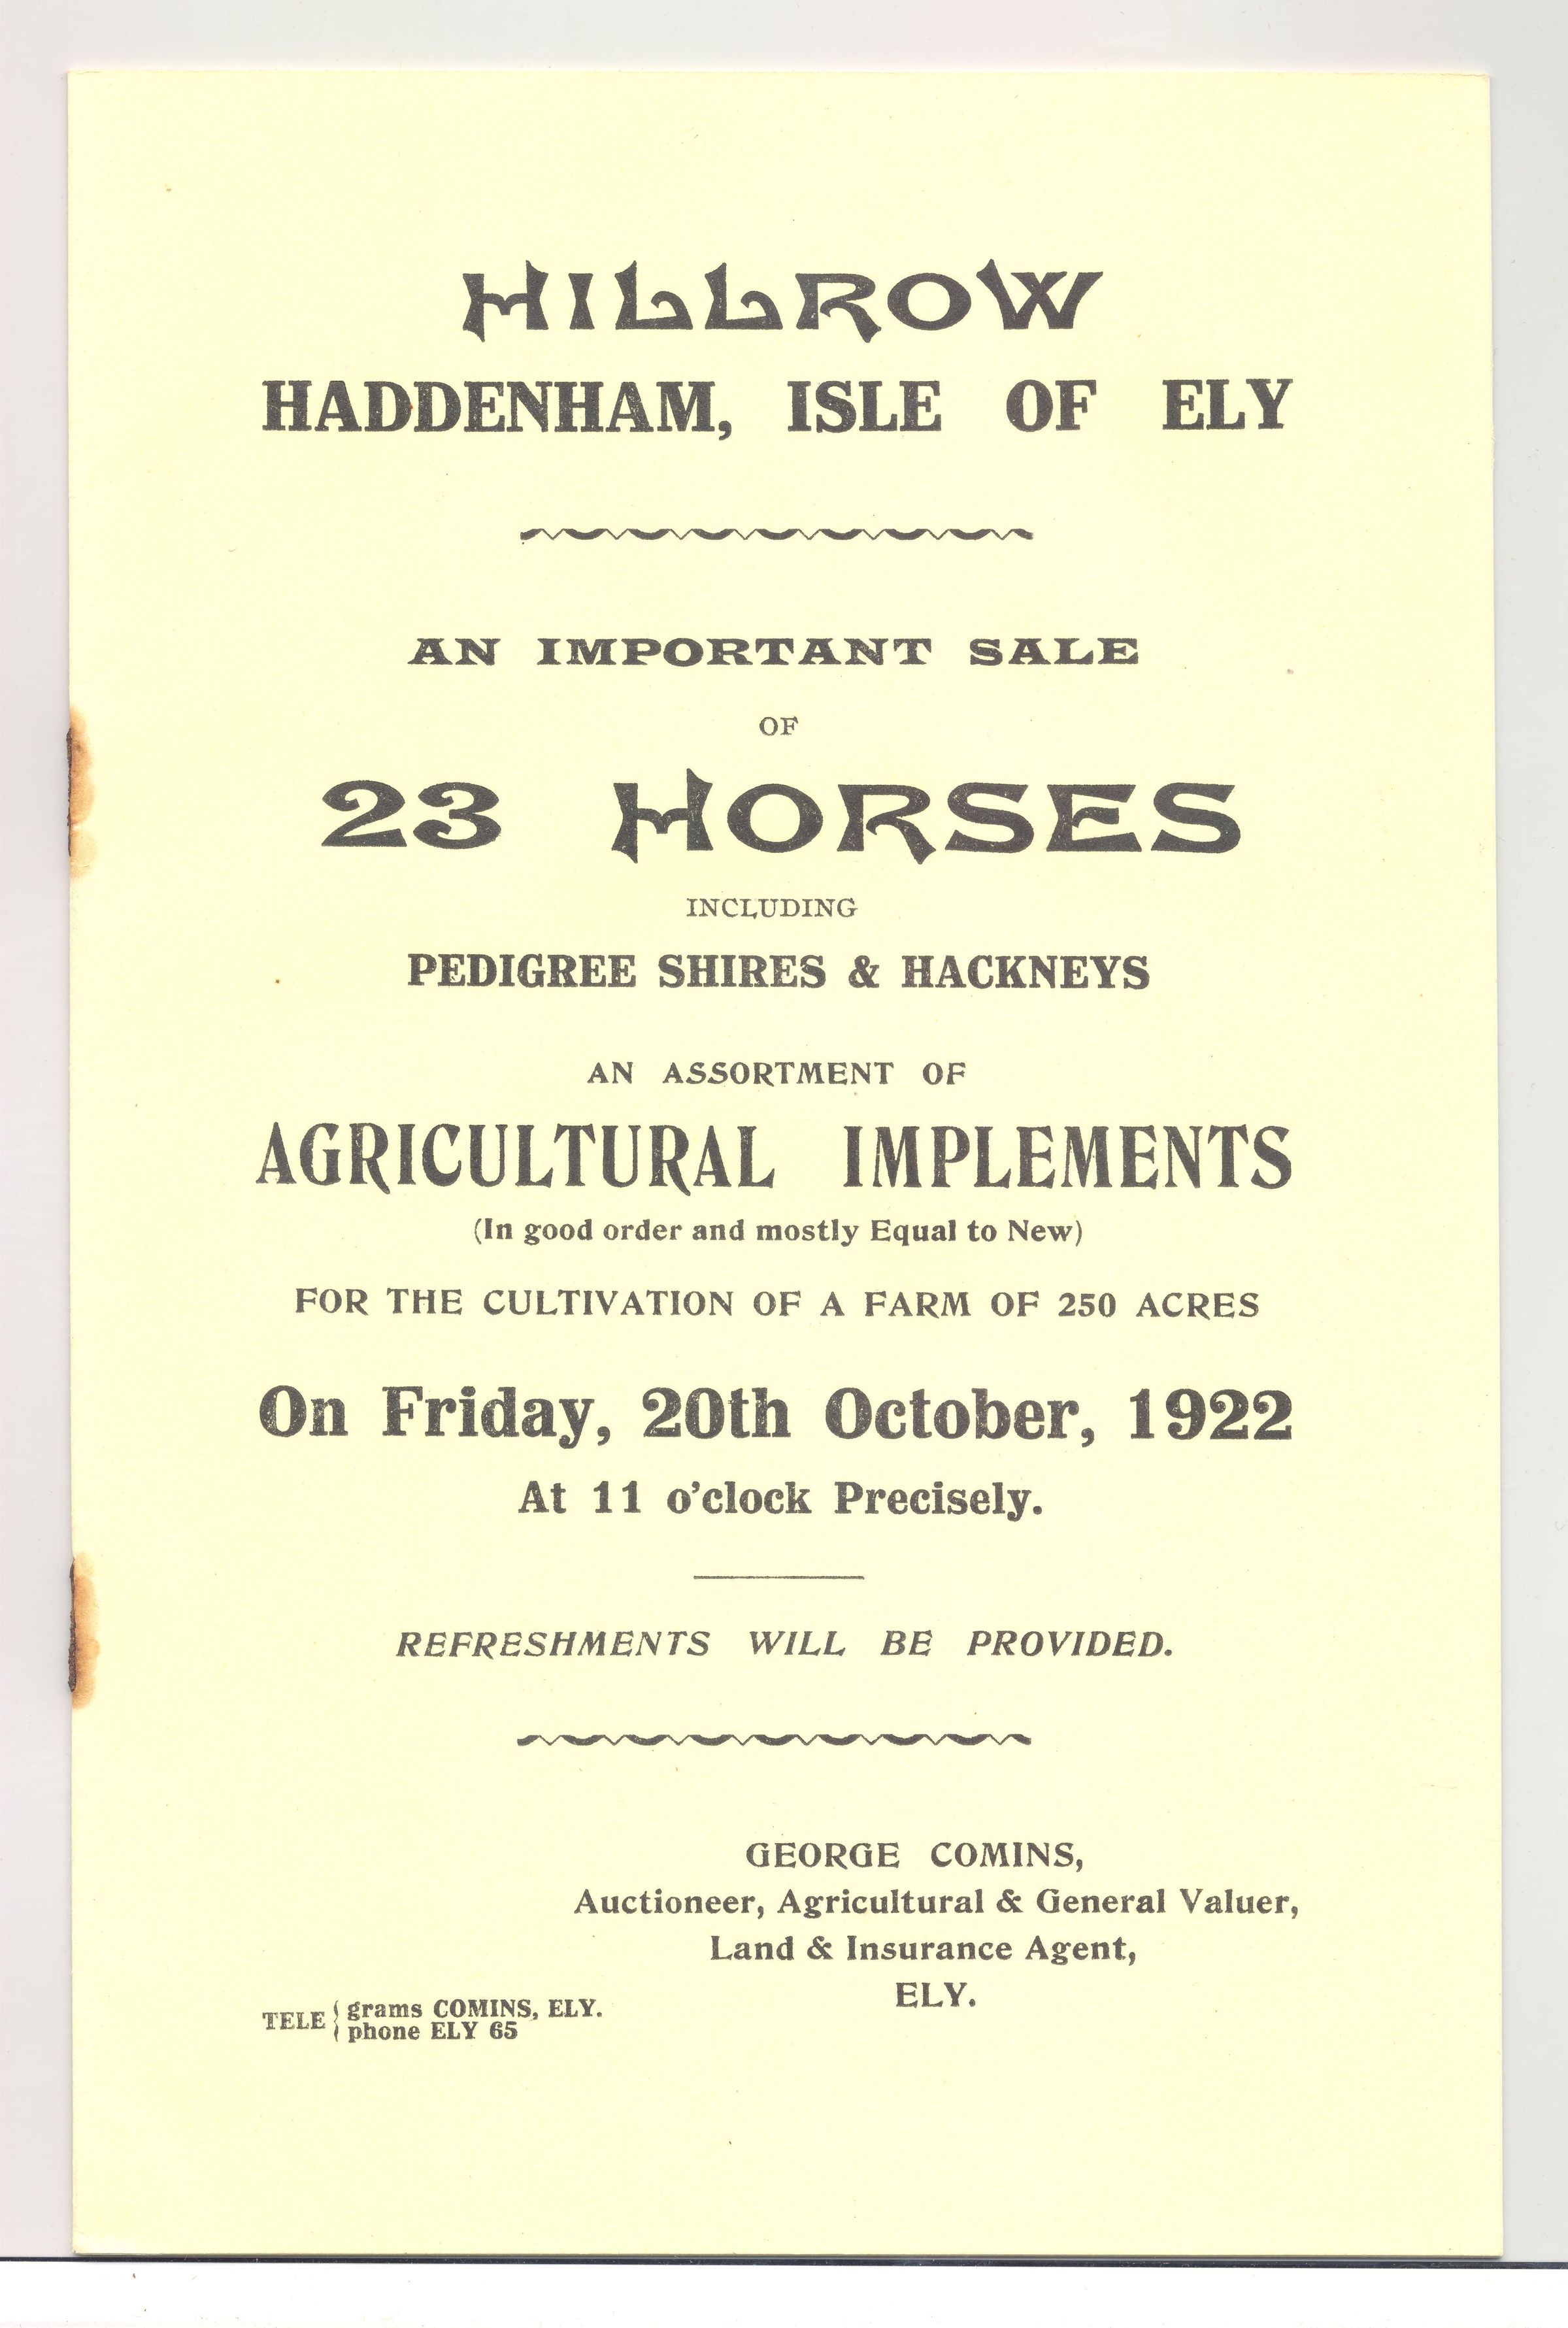 HILLROW
HADDENHAM, ISLE OF ELY
AN IMPORTANT SALE
OF
23 HORSES
INCLUDING
PEDIGREE SHIRES & HACKNEYS
AN ASSORTMENT OF
AGRICULTURAL IMPLEMENTS
(In good order and mostly Equal to New)
FOR THE CULTIVATION OF A FARM OF 250 ACRES
On Friday, 20th October, 1922
At 11 o'clock Precisely.
REFRESHMENTS WILL BE PROVIDED.
GEORGE COMINS,
Auctioneer, Agricultural & General Valuer,
Land & Insurance Agent,
ELY.
TELE { grams COMINS, ELY.
phone ELY 65